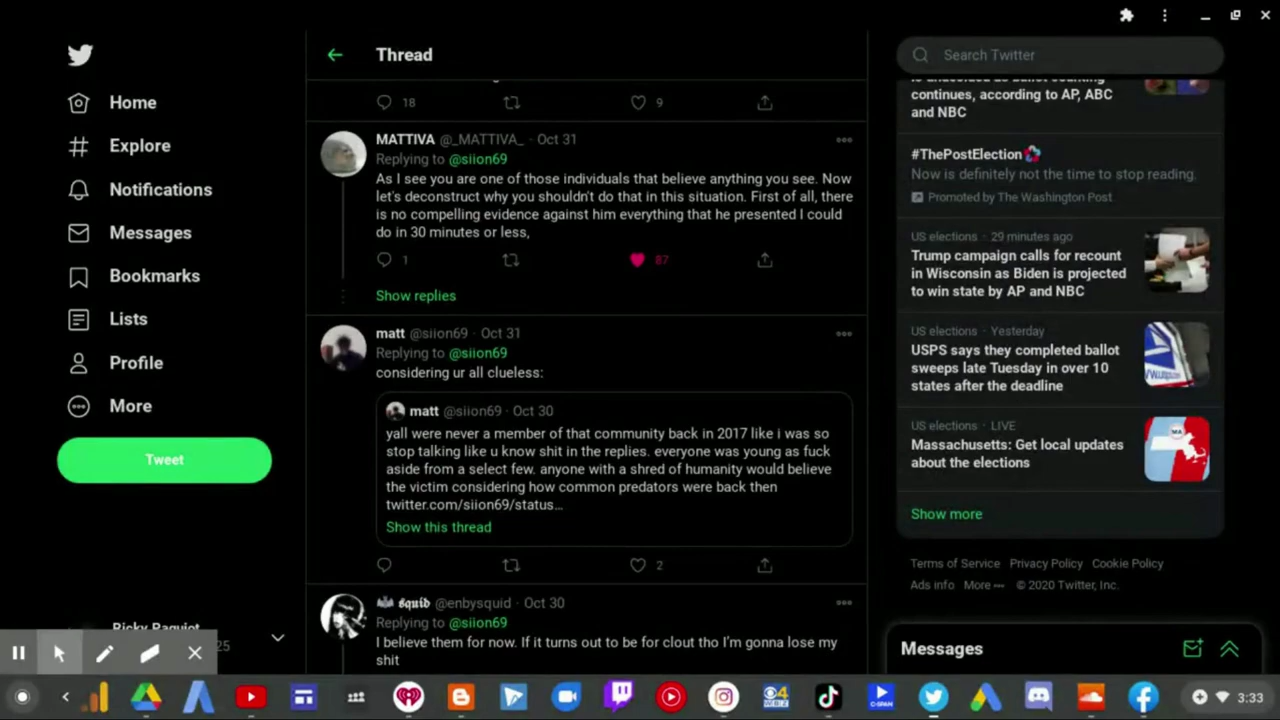 Home
Explore
Notifications
Messages
Bookmarks
Lists
Profile
More
Tweet
25
Thread
18
9
MATTIVA @_MATTIVA_ · Oct 31
Replying to @siion69
As I see you are one of those individuals that believe anything you see. Now
let's deconstruct why you shouldn't do that in this situation. First of all, there
is no compelling evidence against him everything that he presented I could
do in 30 minutes or less,
1
87
Show replies
matt @siion69 · Oct 31
Replying to @siion69
considering ur all clueless:
matt @siion69 · Oct 30
yall were never a member of that community back in 2017 like i was so
stop talking like u know shit in the replies. everyone was young as fuck
aside from a select few. anyone with a shred of humanity would believe
the victim considering how common predators were back then
twitter.com/siion69/status…
Show this thread
2
squid @enbysquid · Oct 30
Replying to @siion69
I believe them for now. If it turns out to be for clout tho I'm gonna lose my
shit
Search Twitter
continues, according to AP, ABC
and NBC
#ThePostElection
Now is definitely not the time to stop reading.
Promoted by The Washington Post
US elections · 29 minutes ago
Trump campaign calls for recount
in Wisconsin as Biden is projected
to win state by AP and NBC
US elections · Yesterday
USPS says they completed ballot
sweeps late Tuesday in over 10
states after the deadline
US elections · LIVE
Massachusetts: Get local updates
about the elections
Show more
Terms of Service Privacy Policy Cookie Policy
Ads info More ••• © 2020 Twitter, Inc.
Messages
3:33